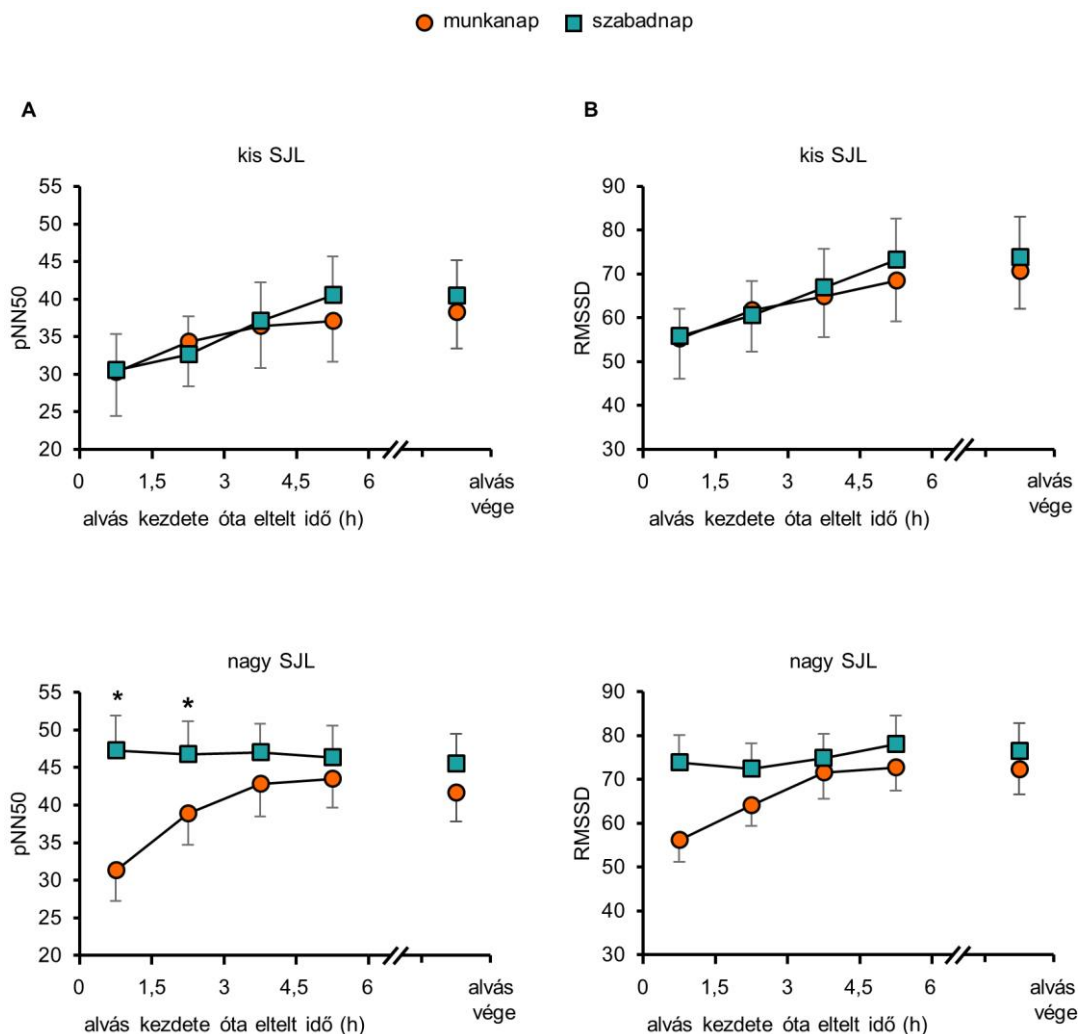 munkanap szabadnap
A
kis SJL
55
50
45
40
35
30
25
20
pNN50
0 1,5 3 4,5 6 alvás
vége
alvás kezdete óta eltelt idő (h)
B
kis SJL
90
80
70
60
50
40
30
RMSSD
0 1,5 3 4,5 6 alvás
vége
alvás kezdete óta eltelt idő (h)
nagy SJL
* *
55
50
45
40
35
30
25
20
pNN50
0 1,5 3 4,5 6 alvás
vége
alvás kezdete óta eltelt idő (h)
nagy SJL
90
80
70
60
50
40
30
RMSSD
0 1,5 3 4,5 6 alvás
vége
alvás kezdete óta eltelt idő (h)